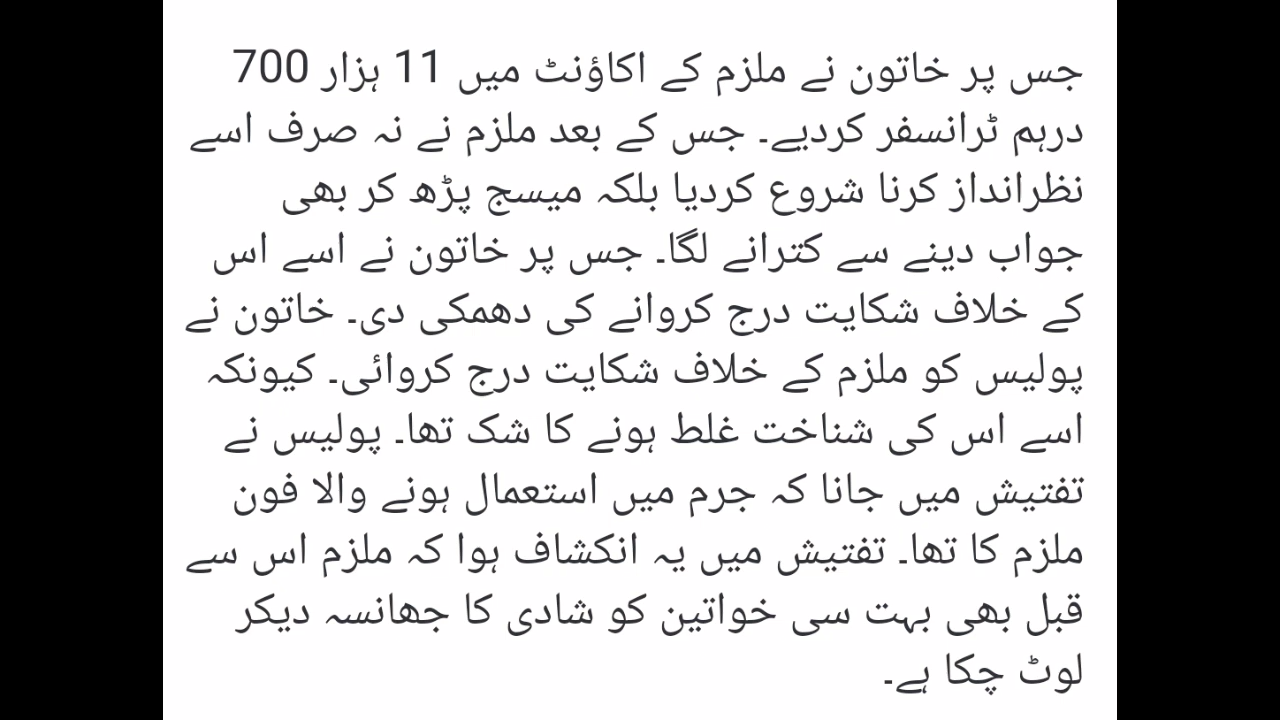 جس پر خاتون نے ملزم کے اکاؤنٹ میں 11 ہزار 700
درہم ٹرانسفر کردیے۔ جس کے بعد ملزم نے نہ صرف اسے
نظرانداز کرنا شروع کردیا بلکہ میسج پڑھ کر بھی
جواب دینے سے کترانے لگا۔ جس پر خاتون نے اسے اس
کے خلاف شکایت درج کروانے کی دھمکی دی۔ خاتون نے
پولیس کو ملزم کے خلاف شکایت درج کروائی۔ کیونکہ
اسے اس کی شناخت غلط ہونے کا شک تھا۔ پولیس نے
تفتیش میں جانا کہ جرم میں استعمال ہونے والا فون
ملزم کا تھا۔ تفتیش میں یہ انکشاف ہوا کہ ملزم اس سے
قبل بھی بہت سی خواتین کو شادی کا جھانسہ دیکر
لوٹ چکا ہے۔